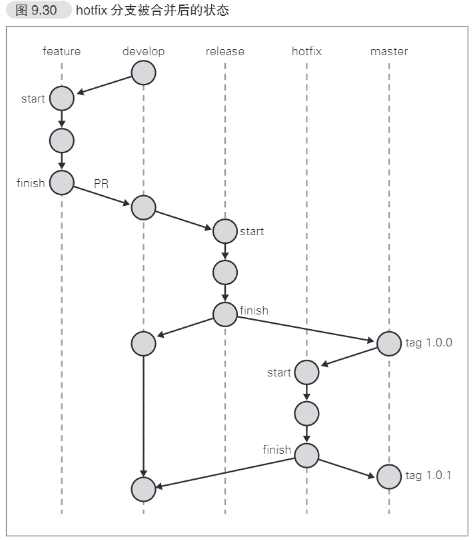 图 9.30 hotfix 分支被合并后的状态
feature develop release hotfix master
start
finish PR
start
finish
tag 1.0.0
start
finish
tag 1.0.1